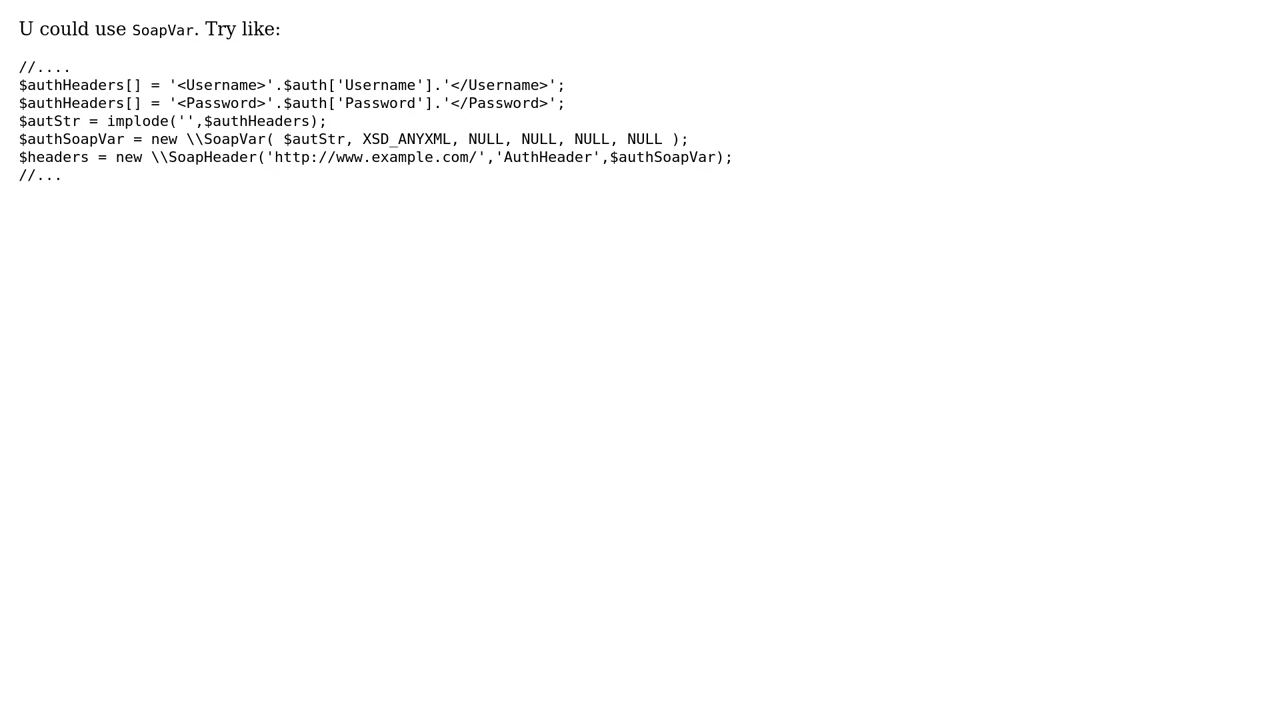 U could use SoapVar. Try like:
//....
$authHeaders[] = '<Username>'.$auth['Username'].'</Username>';
$authHeaders[] = '<Password>'.$auth['Password'].'</Password>';
$autStr = implode('',$authHeaders);
$authSoapVar = new \\SoapVar( $autStr, XSD_ANYXML, NULL, NULL, NULL, NULL );
$headers = new \\SoapHeader('http://www.example.com/','AuthHeader',$authSoapVar);
//...